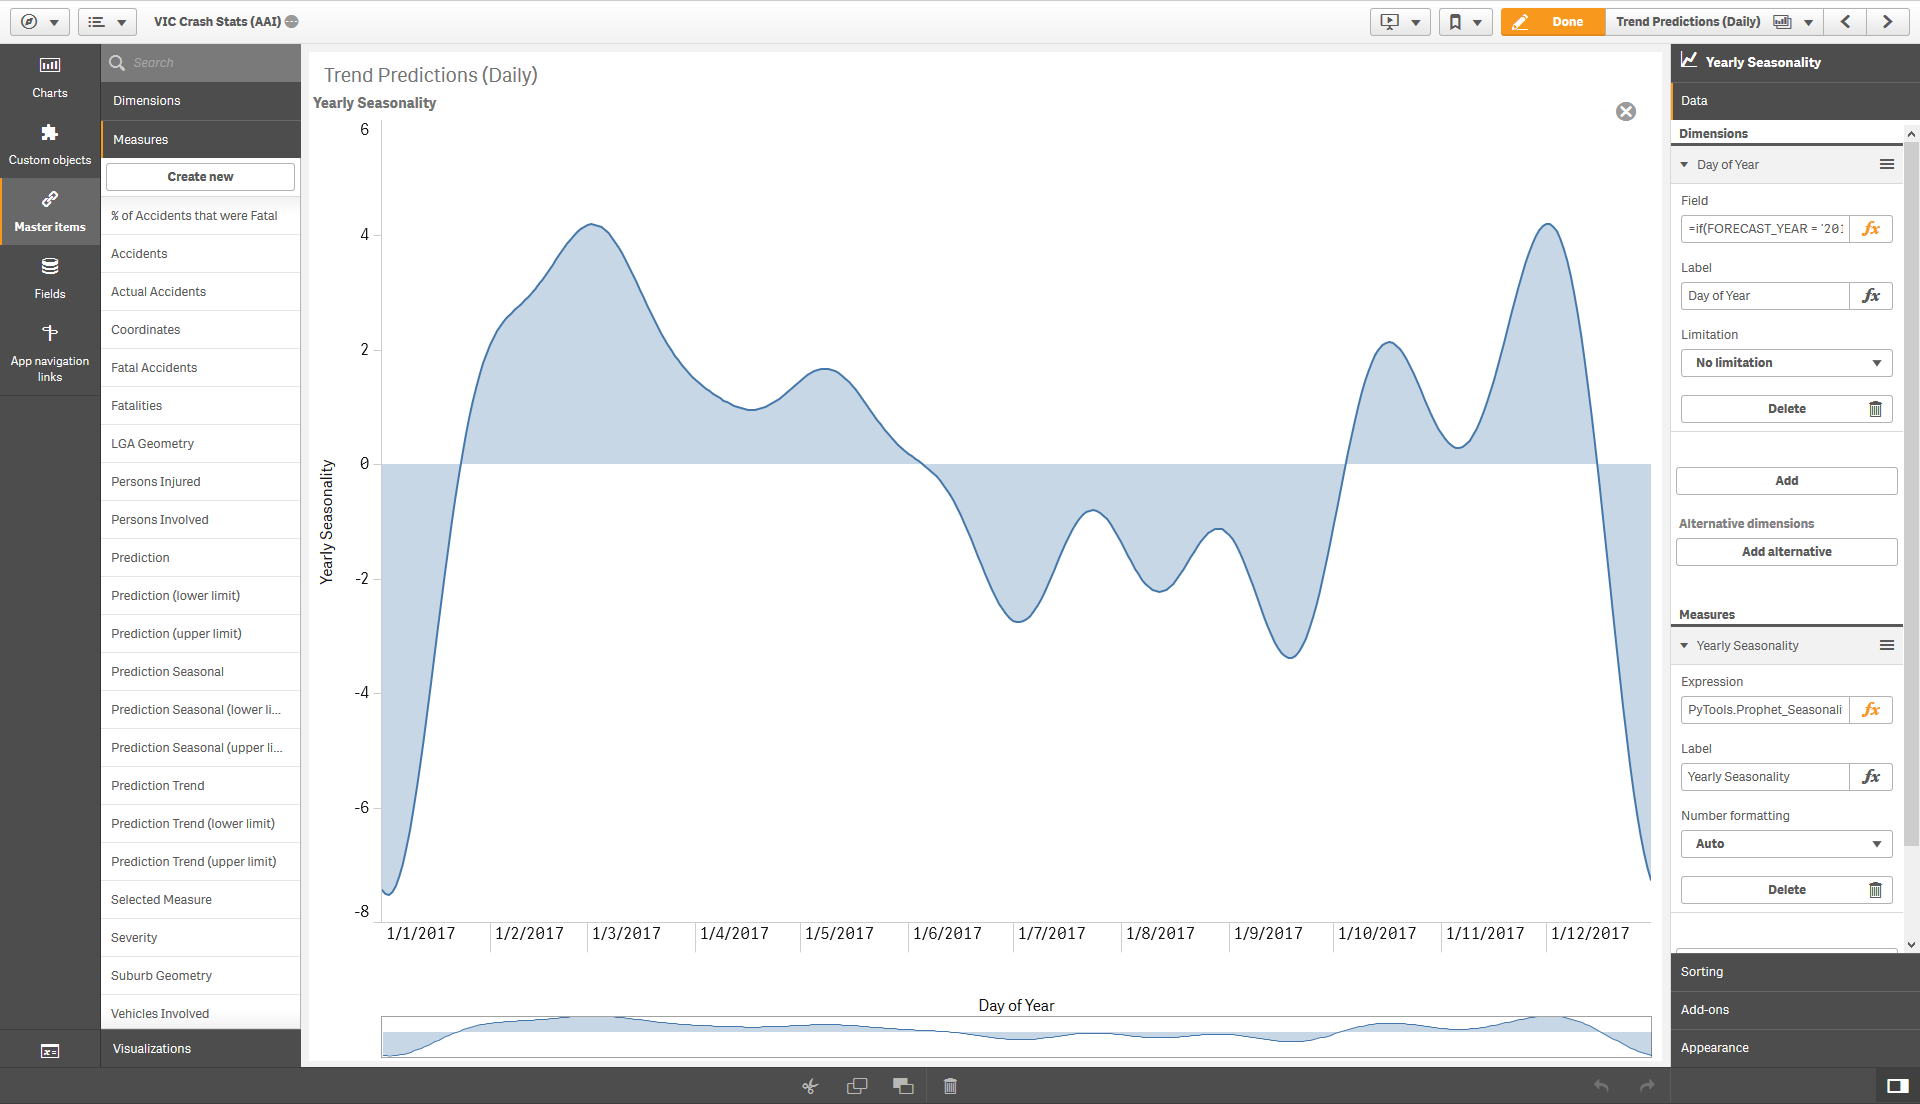 VIC Crash Stats (AAI)
Done
Trend Predictions (Daily)
Charts
Custom objects
Master items
Fields
App navigation
links
Search
Dimensions
Measures
Create new
% of Accidents that were Fatal
Accidents
Actual Accidents
Coordinates
Fatal Accidents
Fatalities
LGA Geometry
Persons Injured
Persons Involved
Prediction
Prediction (lower limit)
Prediction (upper limit)
Prediction Seasonal
Prediction Seasonal (lower li...
Prediction Seasonal (upper li...
Prediction Trend
Prediction Trend (lower limit)
Prediction Trend (upper limit)
Selected Measure
Severity
Suburb Geometry
Vehicles Involved
Visualizations
Trend Predictions (Daily)
Yearly Seasonality
6
4
2
0
-2
-4
-6
-8
Yearly Seasonality
1/1/2017 1/2/2017 1/3/2017 1/4/2017 1/5/2017 1/6/2017 1/7/2017 1/8/2017 1/9/2017 1/10/2017 1/11/2017 1/12/2017
Day of Year
Yearly Seasonality
Data
Dimensions
Day of Year
Field
=if(FORECAST_YEAR = '201
fx
Label
Day of Year
fx
Limitation
No limitation
Delete
Add
Alternative dimensions
Add alternative
Measures
Yearly Seasonality
Expression
PyTools.Prophet_Seasonali
fx
Label
Yearly Seasonality
fx
Number formatting
Auto
Delete
Sorting
Add-ons
Appearance